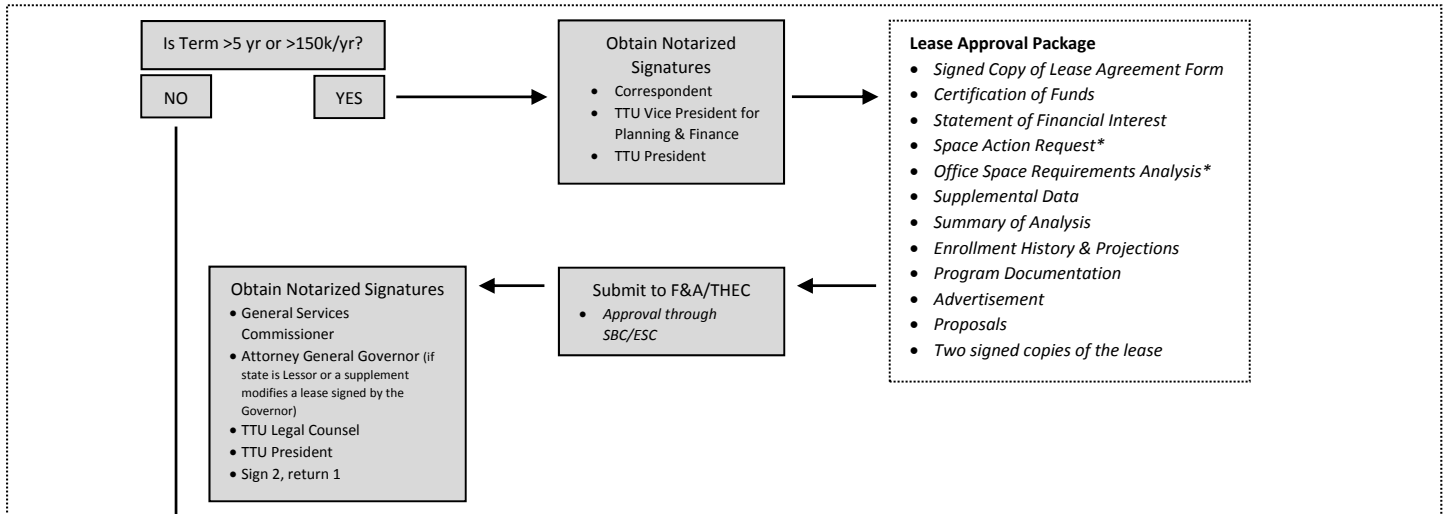 Is Term >5 yr or >150k/yr?
NO
YES
Obtain Notarized
Signatures
• Correspondent
• TTU Vice President for
Planning & Finance
• TTU President
Lease Approval Package
• Signed Copy of Lease Agreement Form
• Certification of Funds
• Statement of Financial Interest
• Space Action Request*
• Office Space Requirements Analysis*
• Supplemental Data
• Summary of Analysis
• Enrollment History & Projections
• Program Documentation
• Advertisement
• Proposals
• Two signed copies of the lease
Submit to F&A/THEC
• Approval through
SBC/ESC
Obtain Notarized Signatures
• General Services
Commissioner
• Attorney General Governor (if
state is Lessor or a supplement
modifies a lease signed by the
Governor)
• TTU Legal Counsel
• TTU President
• Sign 2, return 1